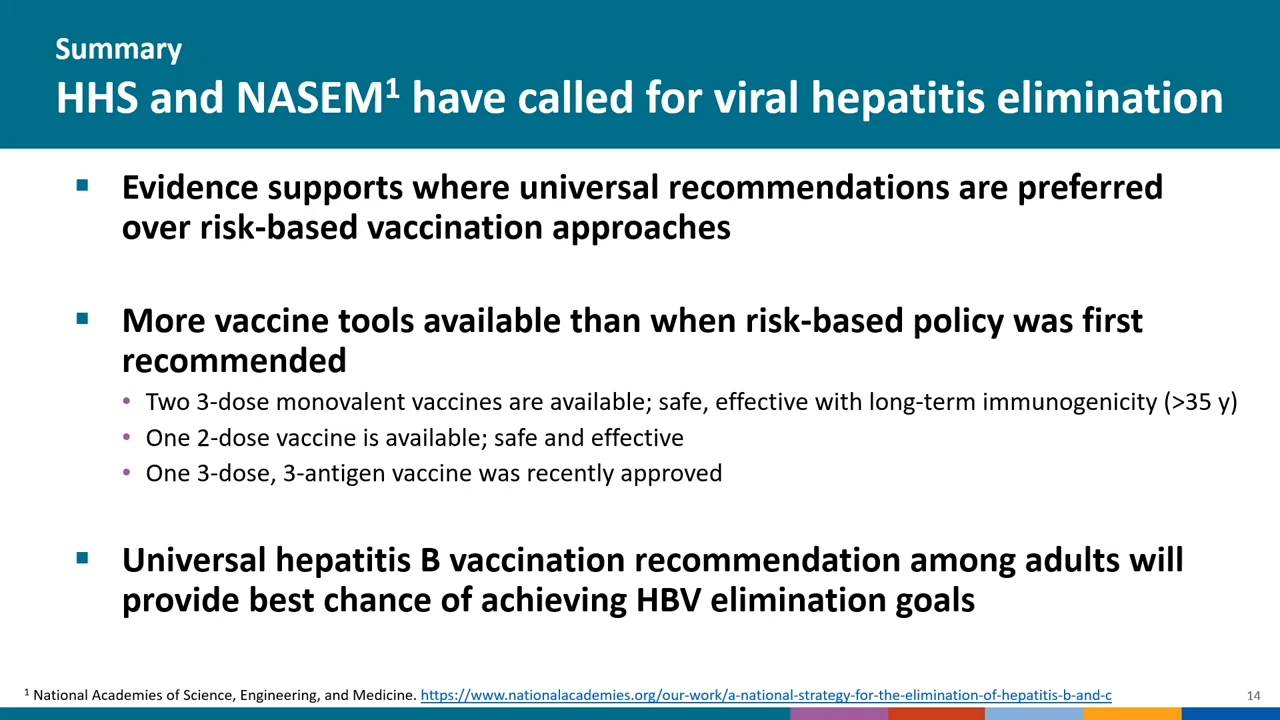 Summary
HHS and NASEM¹ have called for viral hepatitis elimination
▪ Evidence supports where universal recommendations are preferred
over risk-based vaccination approaches
▪ More vaccine tools available than when risk-based policy was first
recommended
• Two 3-dose monovalent vaccines are available; safe, effective with long-term immunogenicity (>35 y)
• One 2-dose vaccine is available; safe and effective
• One 3-dose, 3-antigen vaccine was recently approved
▪ Universal hepatitis B vaccination recommendation among adults will
provide best chance of achieving HBV elimination goals
¹ National Academies of Science, Engineering, and Medicine. https://www.nationalacademies.org/our-work/a-national-strategy-for-the-elimination-of-hepatitis-b-and-c
14